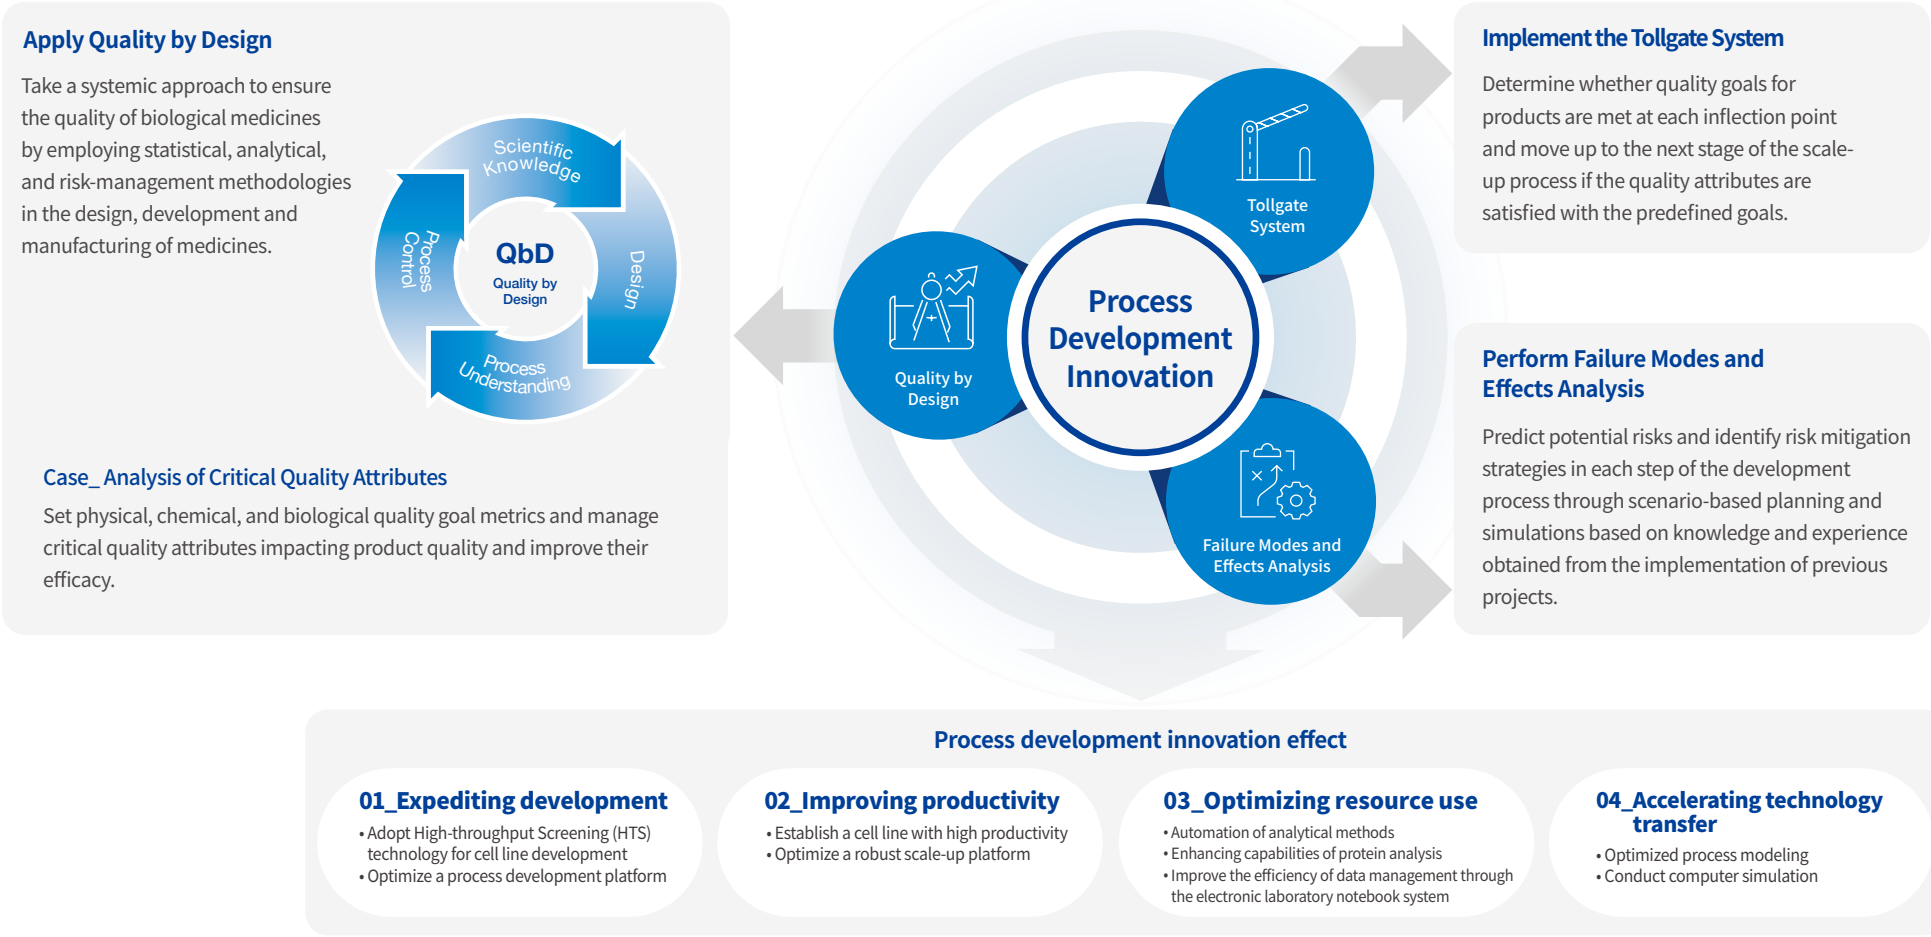 Apply Quality by Design
Take a systemic approach to ensure
the quality of biological medicines
by employing statistical, analytical,
and risk-management methodologies
in the design, development and
manufacturing of medicines.
Scientific
Knowledge
Design
Process
Understanding
Process
Control
QbD
Quality by
Design
Case_ Analysis of Critical Quality Attributes
Set physical, chemical, and biological quality goal metrics and manage
critical quality attributes impacting product quality and improve their
efficacy.
Quality by
Design
Process
Development
Innovation
Tollgate
System
Failure Modes and
Effects Analysis
Implement the Tollgate System
Determine whether quality goals for
products are met at each inflection point
and move up to the next stage of the scale-
up process if the quality attributes are
satisfied with the predefined goals.
Perform Failure Modes and
Effects Analysis
Predict potential risks and identify risk mitigation
strategies in each step of the development
process through scenario-based planning and
simulations based on knowledge and experience
obtained from the implementation of previous
projects.
Process development innovation effect
01_Expediting development
• Adopt High-throughput Screening (HTS)
technology for cell line development
• Optimize a process development platform
02_Improving productivity
• Establish a cell line with high productivity
• Optimize a robust scale-up platform
03_Optimizing resource use
• Automation of analytical methods
• Enhancing capabilities of protein analysis
• Improve the efficiency of data management through
the electronic laboratory notebook system
04_Accelerating technology
transfer
• Optimized process modeling
• Conduct computer simulation